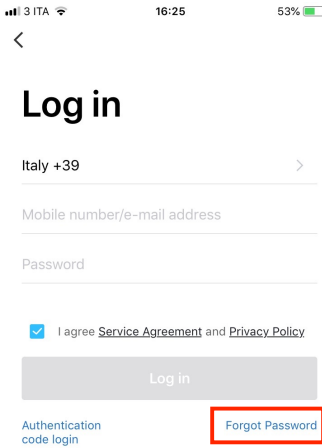 3 ITA 16:25 53%
Log in
Italy +39
Mobile number/e-mail address
Password
I agree Service Agreement and Privacy Policy
Log in
Authentication Forgot Password
code login